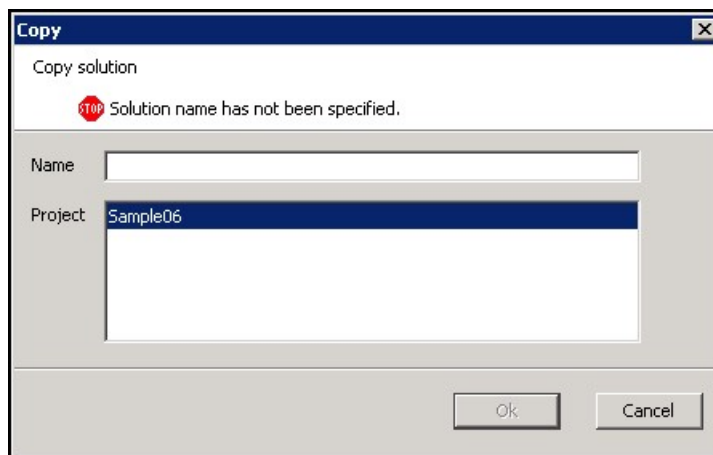 Copy
Copy solution
STOP Solution name has not been specified.
Name
Project Sample06
Ok Cancel